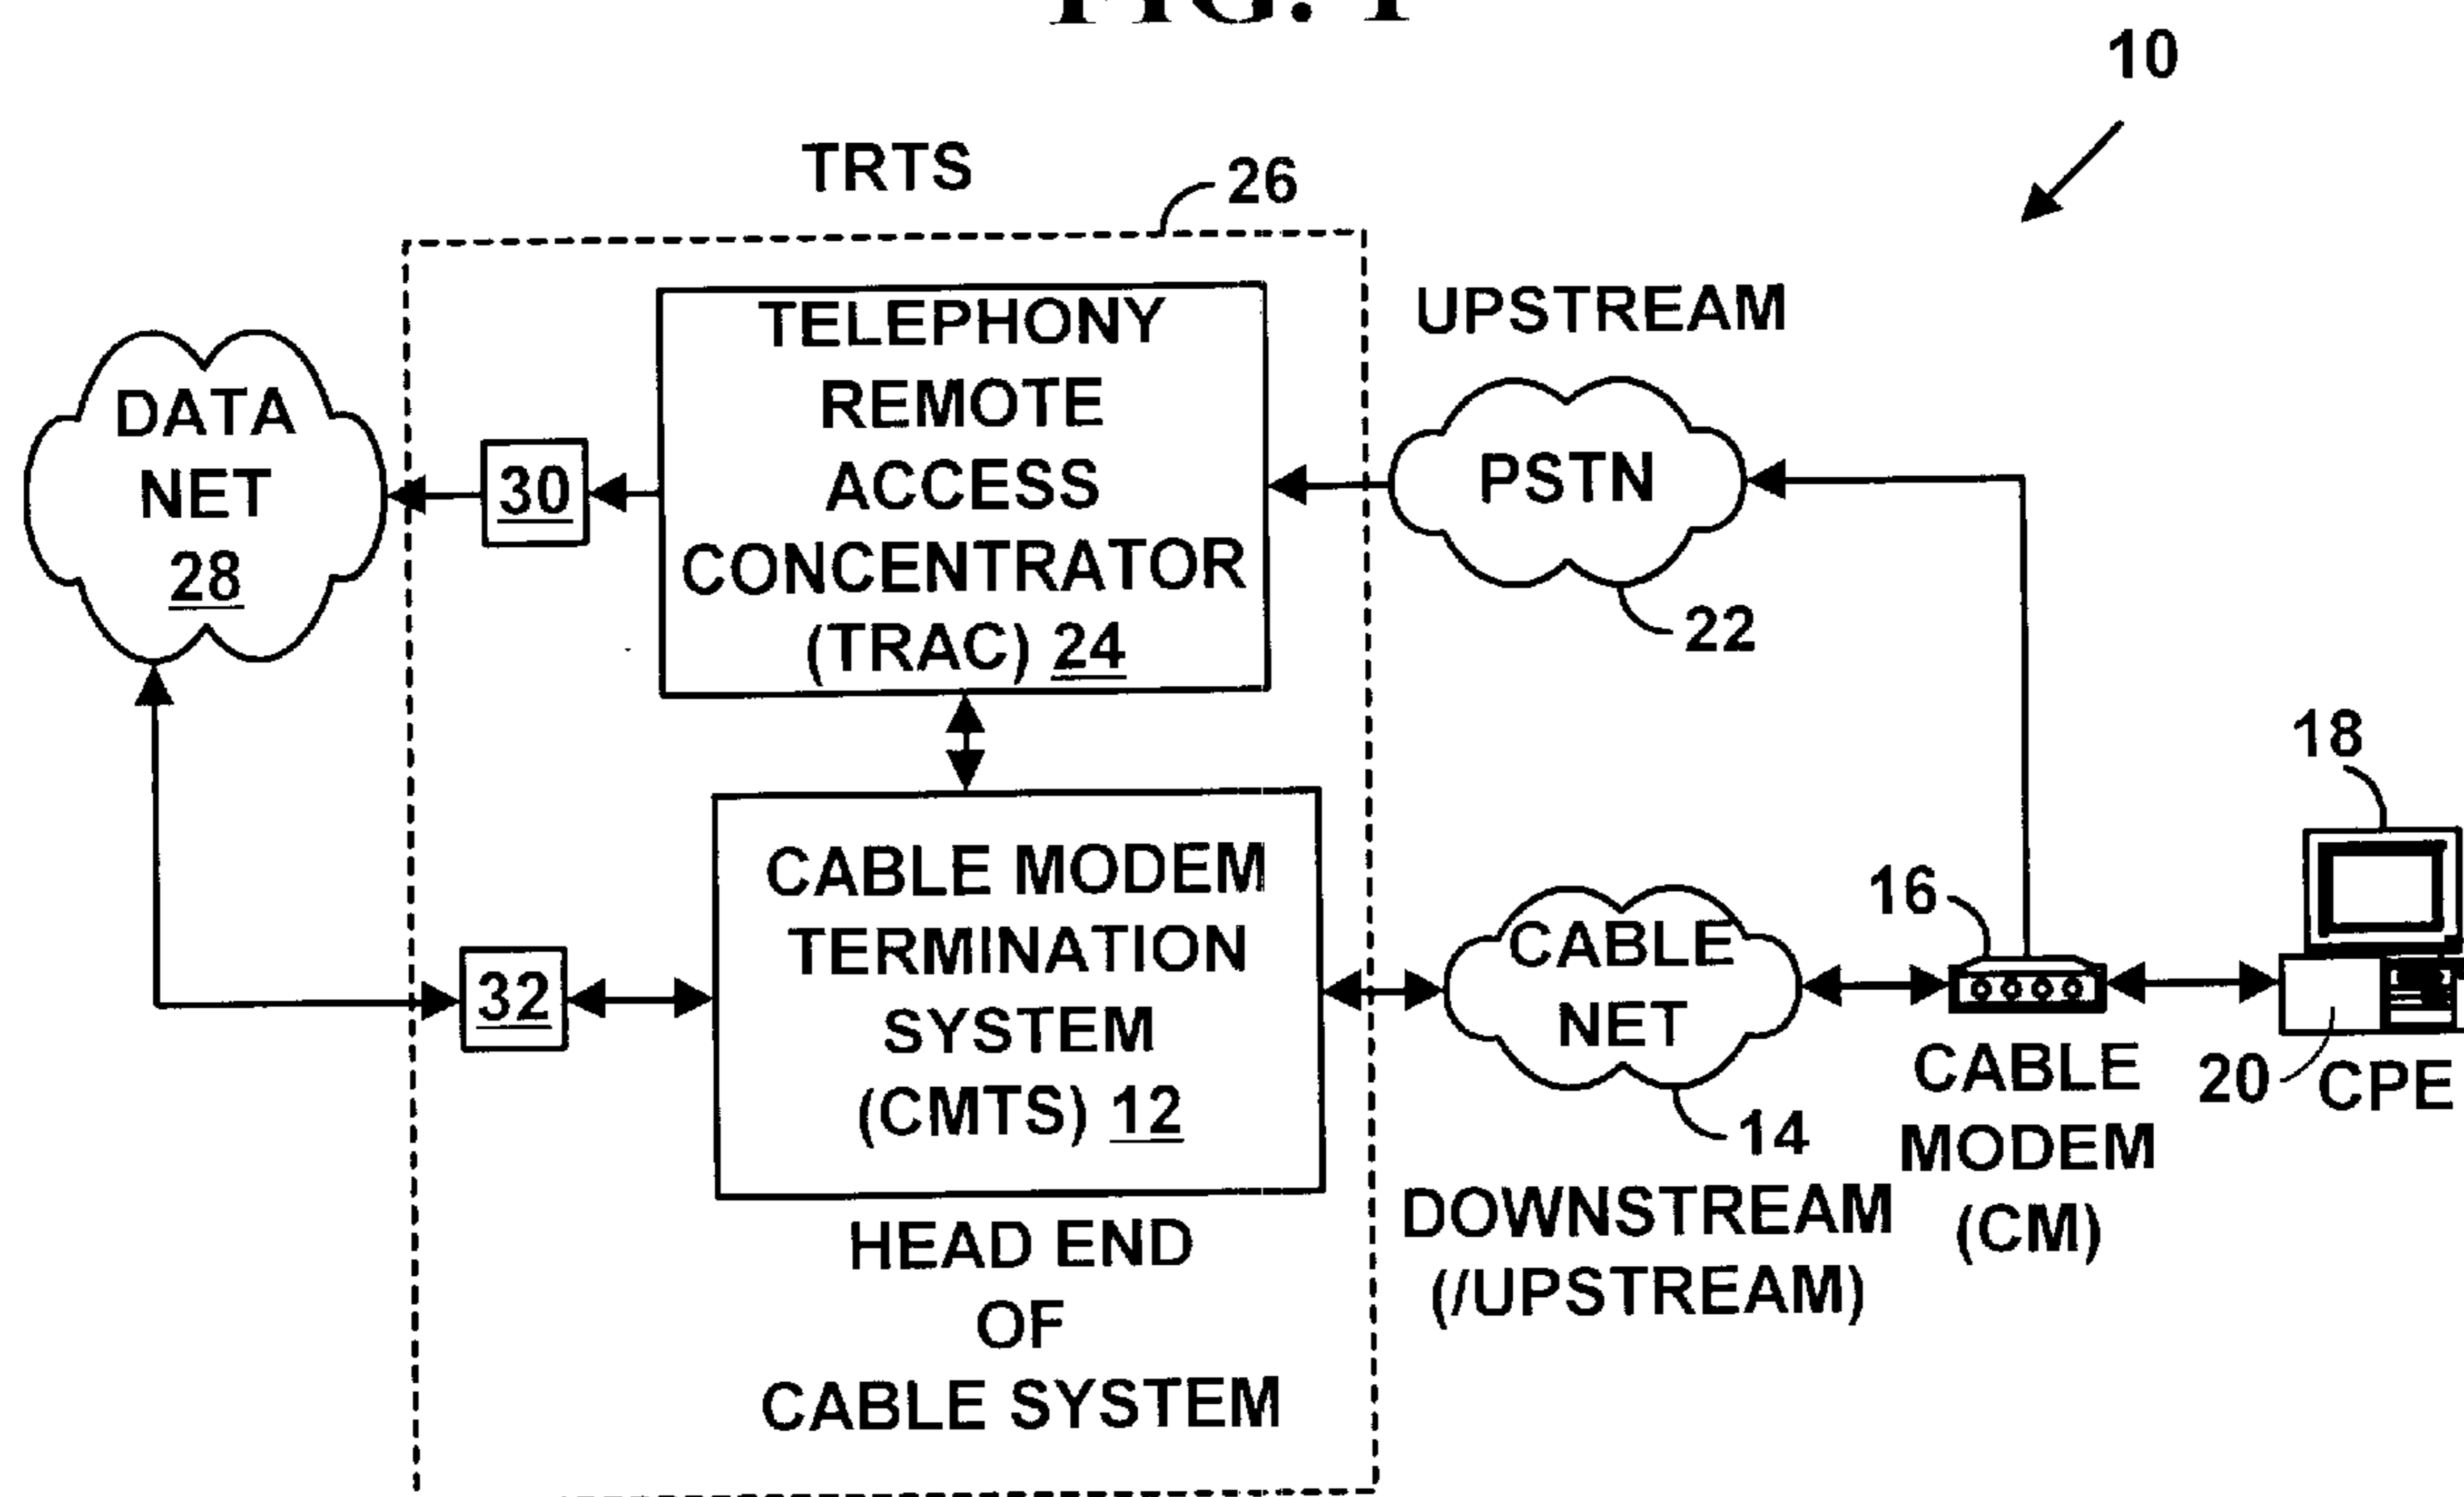 FIG. 1
10
TRTS
26
TELEPHONY
REMOTE
ACCESS
CONCENTRATOR
(TRAC) 24
UPSTREAM
PSTN
22
DATA
NET
28
30
18
CABLE MODEM
TERMINATION
SYSTEM
(CMTS) 12
32
CABLE
NET
14
16
CABLE
MODEM
(CM)
20
CPE
DOWNSTREAM
(/UPSTREAM)
HEAD END
OF
CABLE SYSTEM